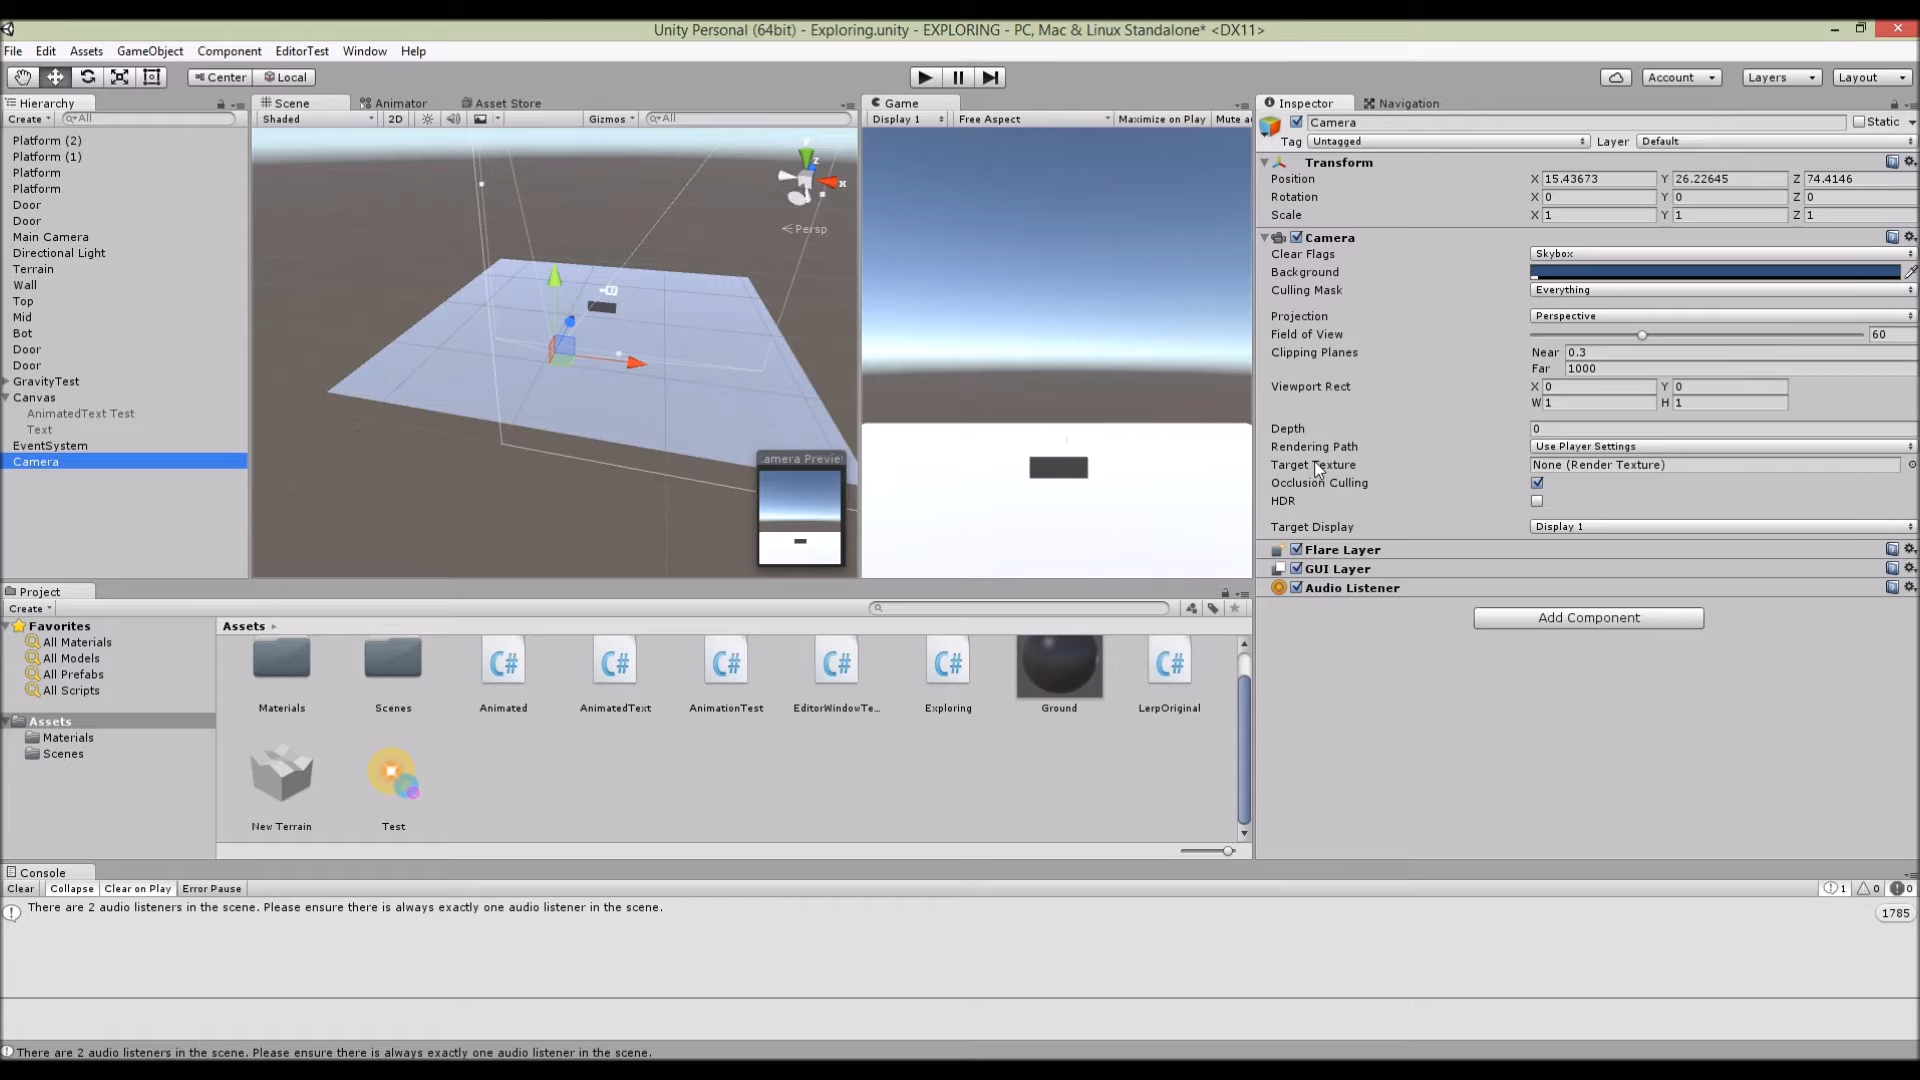 Unity Personal (64bit) - Exploring.unity - EXPLORING - PC, Mac & Linux Standalone* <DX11>
File Edit Assets GameObject Component EditorTest Window Help
Center Local Account Layers Layout
Hierarchy
Create All
Platform (2)
Platform (1)
Platform
Platform
Door
Door
Main Camera
Directional Light
Terrain
Wall
Top
Mid
Bot
Door
Door
GravityTest
Canvas
AnimatedText Test
Text
EventSystem
Camera
Scene Animator Asset Store
Shaded 2D Gizmos All
y
z
x
Persp
amera Previe
Game
Display 1 Free Aspect Maximize on Play Mute a
Inspector Navigation
Camera Static
Tag Untagged Layer Default
Transform
Position X 15.43673 Y 26.22645 Z 74.4146
Rotation X 0 Y 0 Z 0
Scale X 1 Y 1 Z 1
Camera
Clear Flags Skybox
Background
Culling Mask Everything
Projection Perspective
Field of View 60
Clipping Planes Near 0.3
Far 1000
Viewport Rect X 0 Y 0
W 1 H 1
Depth 0
Rendering Path Use Player Settings
Target Texture None (Render Texture)
Occlusion Culling
HDR
Target Display Display 1
Flare Layer
GUI Layer
Audio Listener
Add Component
Project
Create
Favorites
All Materials
All Models
All Prefabs
All Scripts
Assets
Materials
Scenes
Assets
C# C# C# C# C# C#
Materials Scenes Animated AnimatedText AnimationTest EditorWindowTe... Exploring Ground LerpOriginal
New Terrain Test
Console
Clear Collapse Clear on Play Error Pause 1 0 0
There are 2 audio listeners in the scene. Please ensure there is always exactly one audio listener in the scene. 1785
There are 2 audio listeners in the scene. Please ensure there is always exactly one audio listener in the scene.